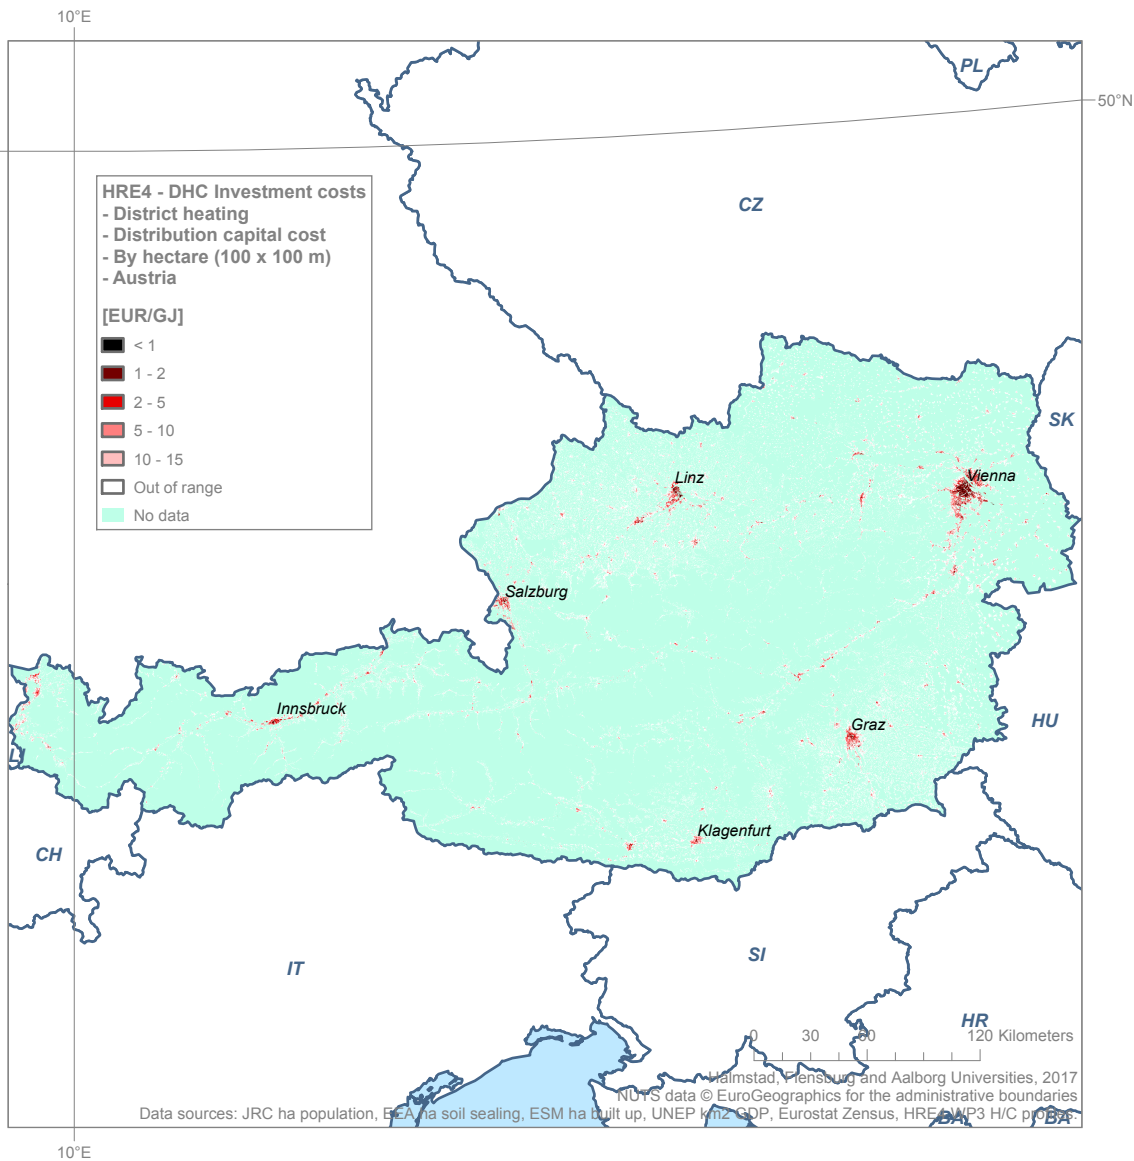 10°E
PL
50°N
HRE4 - DHC Investment costs
- District heating
- Distribution capital cost
- By hectare (100 x 100 m)
- Austria
[EUR/GJ]
< 1
1 - 2
2 - 5
5 - 10
10 - 15
Out of range
No data
CZ
SK
Linz
Vienna
Salzburg
Innsbruck
Graz
HU
LI
Klagenfurt
CH
IT
SI
HR
0 30 60 120 Kilometers
Halmstad, Flensburg and Aalborg Universities, 2017
NUTS data © EuroGeographics for the administrative boundaries
Data sources: JRC ha population, EEA ha soil sealing, ESM ha built up, UNEP km2 GDP, Eurostat Zensus, HRE4 WP3 H/C profiles.
BA
BA
10°E